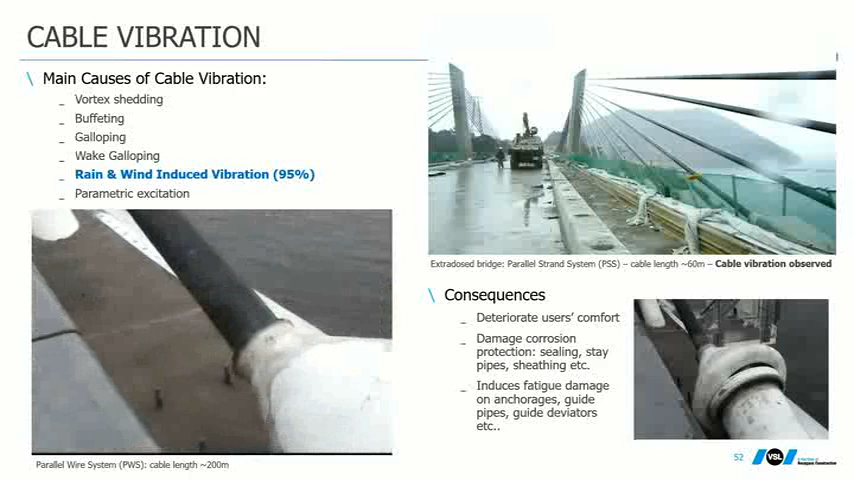 CABLE VIBRATION
\ Main Causes of Cable Vibration:
_ Vortex shedding
_ Buffeting
_ Galloping
_ Wake Galloping
_ Rain & Wind Induced Vibration (95%)
_ Parametric excitation
Parallel Wire System (PWS): cable length ~200m
Extradosed bridge: Parallel Strand System (PSS) – cable length ~60m – Cable vibration observed
\ Consequences
_ Deteriorate users' comfort
_ Damage corrosion
protection: sealing, stay
pipes, sheathing etc.
_ Induces fatigue damage
on anchorages, guide
pipes, guide deviators
etc..
52
VSL